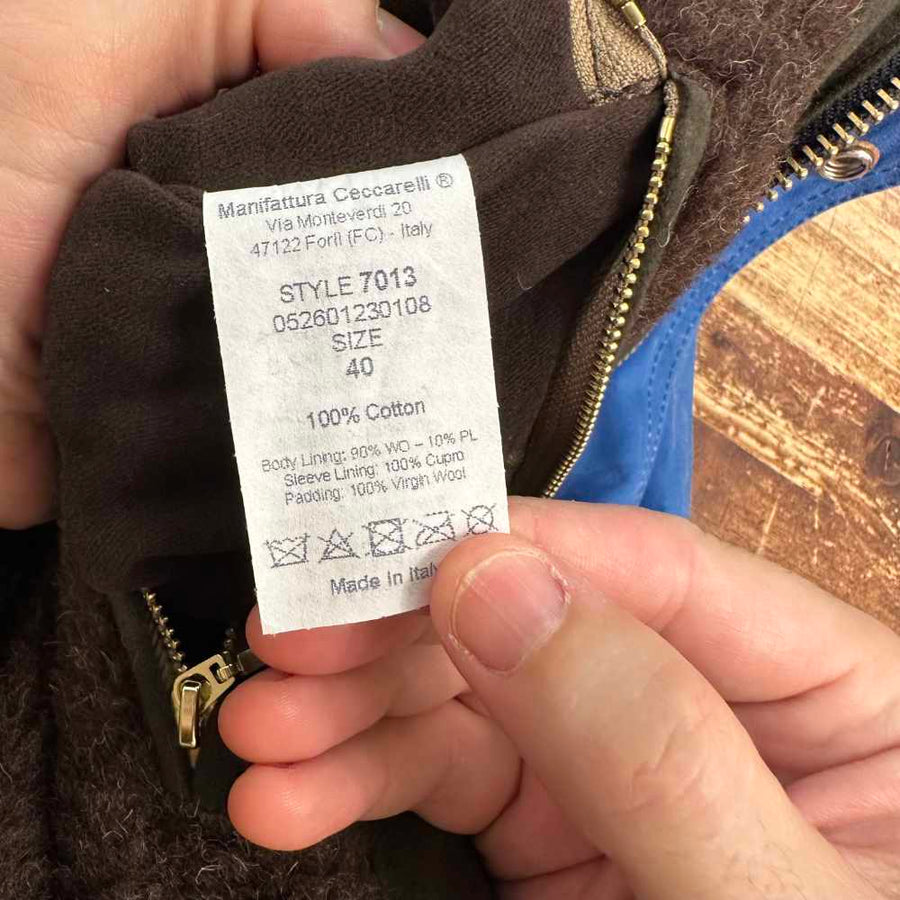 Manifattura Ceccarelli ®
Via Monteverdi 20
47122 Forlì (FC) - Italy
STYLE 7013
052601230108
SIZE
40
100% Cotton
Body Lining: 90% WO – 10% PL
Sleeve Lining: 100% Cupro
Padding: 100% Virgin Wool
Made in Italy